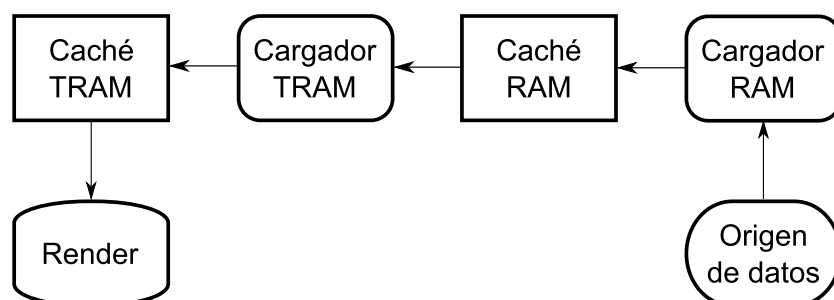 Caché
TRAM
Cargador
TRAM
Caché
RAM
Cargador
RAM
Render
Origen
de datos